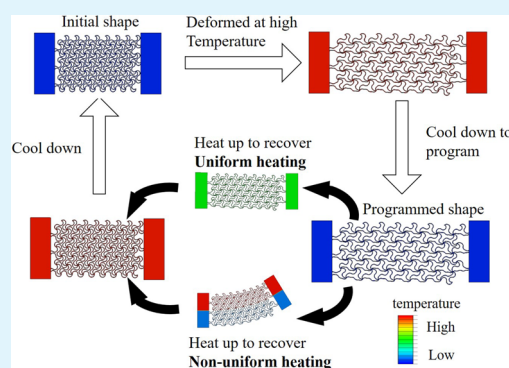 Initial shape
Deformed at high
Temperature
Cool down
Heat up to recover
Uniform heating
Cool down to
program
Programmed shape
Heat up to recover
Non-uniform heating
temperature
High
Low